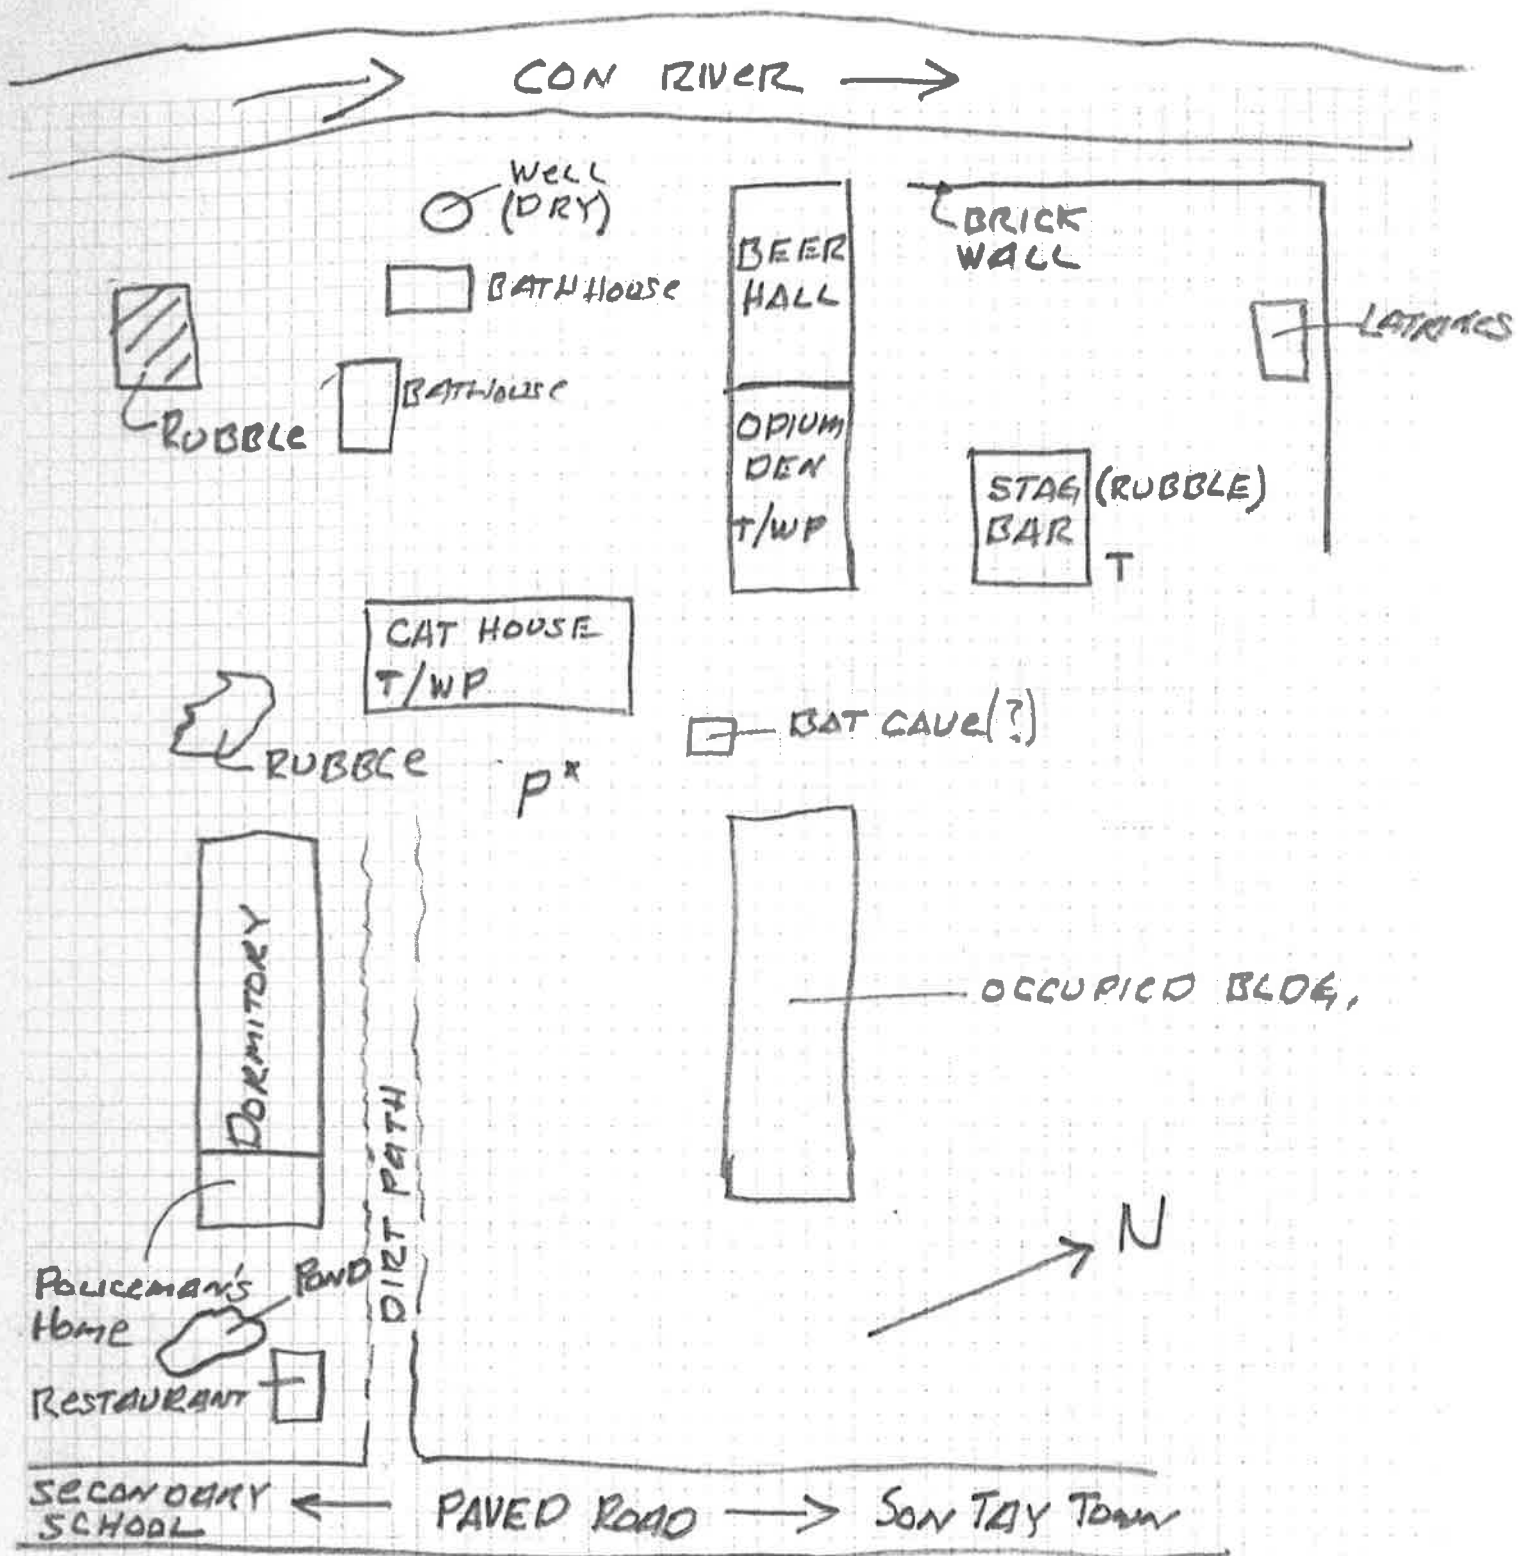 CON RIVER
WELL
(DRY)
BRICK
WALL
BEER
HALL
BATHHOUSE
LATRINES
BATHOUSE
RUBBLE
OPIUM
DEN
T/WP
STAG (RUBBLE)
BAR
T
CAT HOUSE
T/WP
BAT CAVE (?)
RUBBLE
P*
DORMITORY
OCCUPIED BLDG.
DIRT PATH
N
POLICEMAN'S
HOME
POND
RESTAURANT
SECONDARY
SCHOOL
PAVED ROAD
SON TAY TOWN